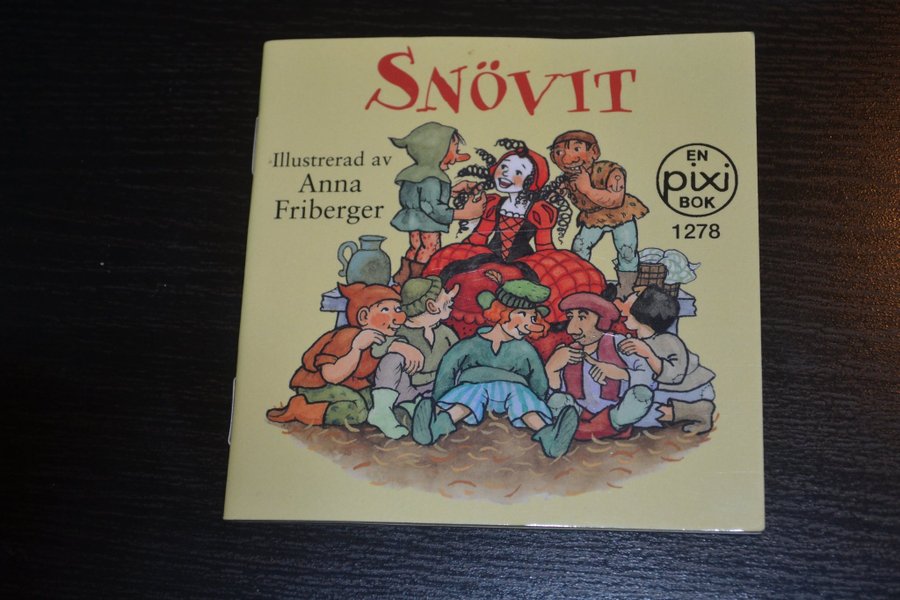 SNÖVIT
Illustrerad av
Anna
Friberger
EN
pixi
BOK
1278